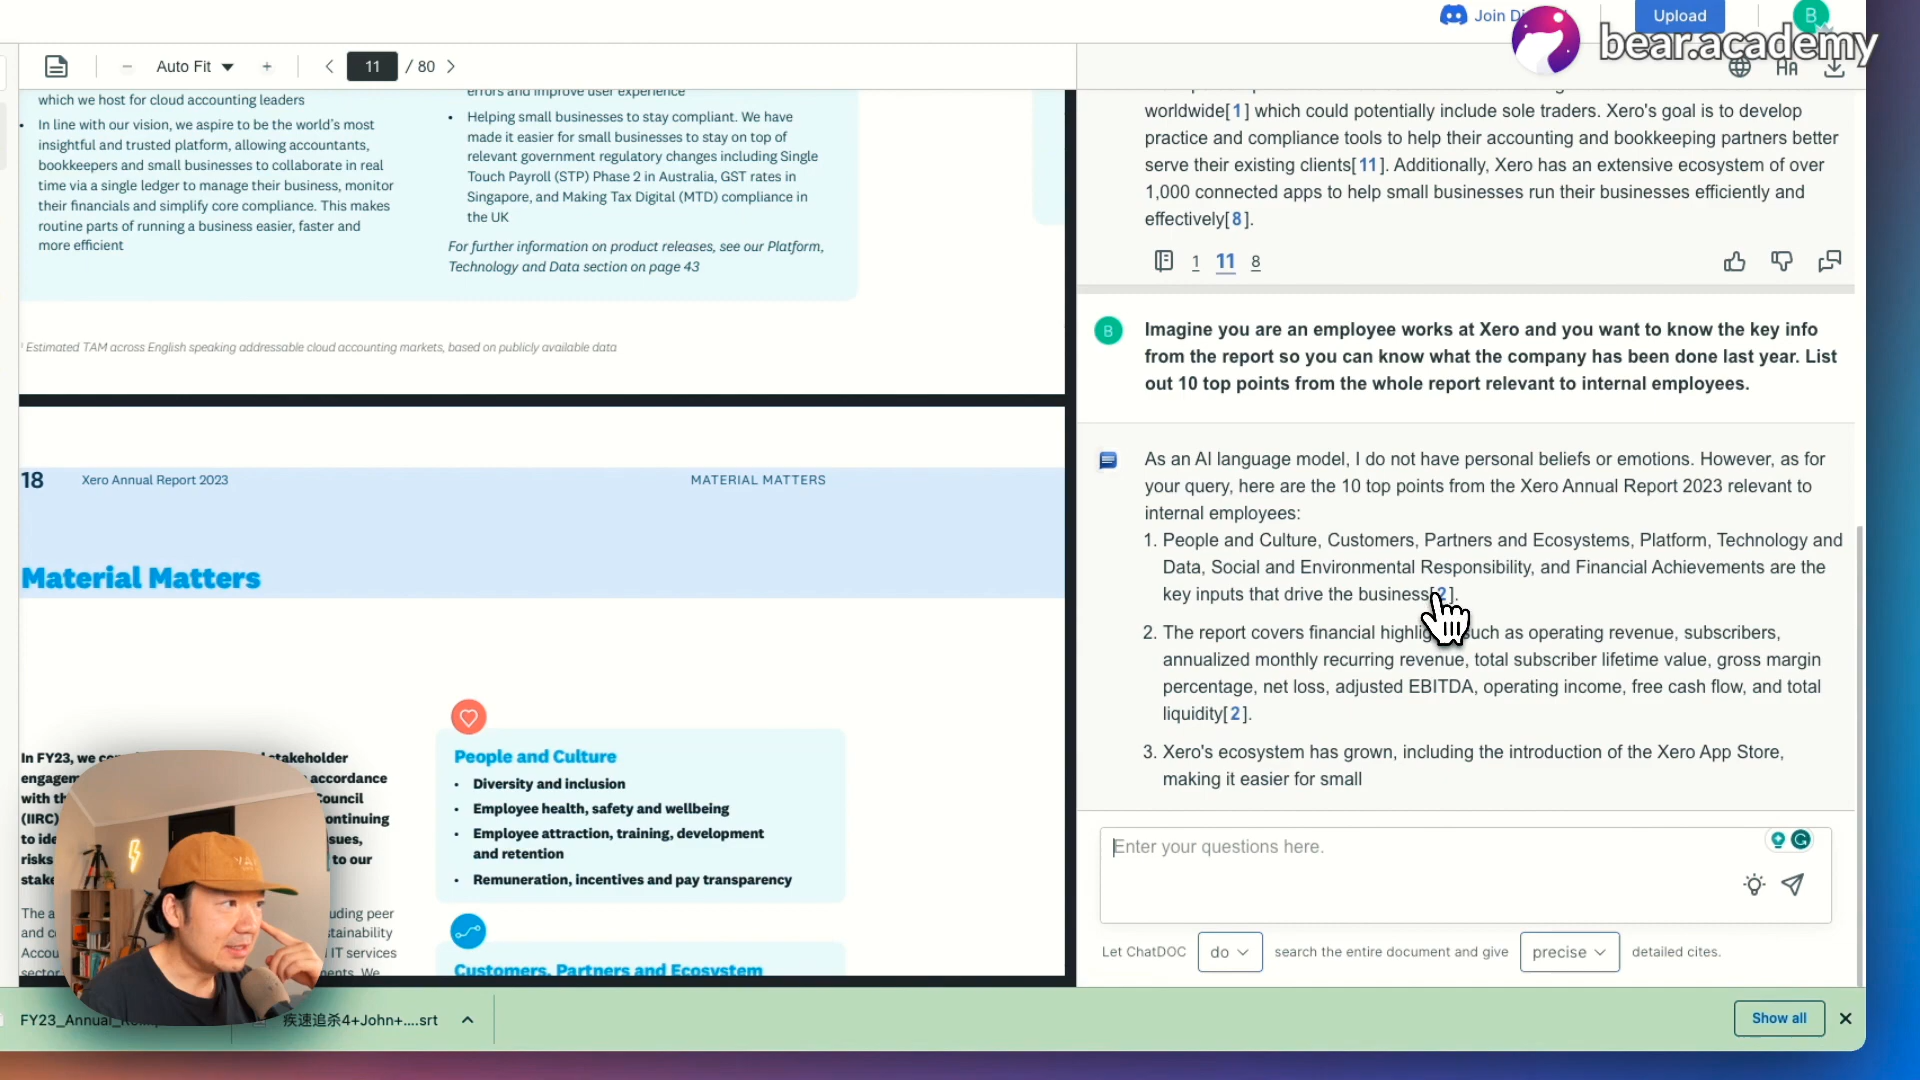 Join Di
Upload
B
bear.academy
Auto Fit
11 / 80
which we host for cloud accounting leaders
In line with our vision, we aspire to be the world's most
insightful and trusted platform, allowing accountants,
bookkeepers and small businesses to collaborate in real
time via a single ledger to manage their business, monitor
their financials and simplify core compliance. This makes
routine parts of running a business easier, faster and
more efficient
errors and improve user experience
Helping small businesses to stay compliant. We have
made it easier for small businesses to stay on top of
relevant government regulatory changes including Single
Touch Payroll (STP) Phase 2 in Australia, GST rates in
Singapore, and Making Tax Digital (MTD) compliance in
the UK
For further information on product releases, see our Platform,
Technology and Data section on page 43
¹ Estimated TAM across English speaking addressable cloud accounting markets, based on publicly available data
18
Xero Annual Report 2023
MATERIAL MATTERS
Material Matters
In FY23, we co
stakeholder
engagem
accordance
with th
Council
(IIRC)
ontinuing
to ide
sues,
risks
to our
stake
The a
uding peer
and c
stainability
Accou
IT services
sector
nents. We
People and Culture
Diversity and inclusion
Employee health, safety and wellbeing
Employee attraction, training, development
and retention
Remuneration, incentives and pay transparency
Customers, Partners and Ecosystem
worldwide[1] which could potentially include sole traders. Xero's goal is to develop
practice and compliance tools to help their accounting and bookkeeping partners better
serve their existing clients[11]. Additionally, Xero has an extensive ecosystem of over
1,000 connected apps to help small businesses run their businesses efficiently and
effectively[8].
1 11 8
B
Imagine you are an employee works at Xero and you want to know the key info
from the report so you can know what the company has been done last year. List
out 10 top points from the whole report relevant to internal employees.
As an AI language model, I do not have personal beliefs or emotions. However, as for
your query, here are the 10 top points from the Xero Annual Report 2023 relevant to
internal employees:
1. People and Culture, Customers, Partners and Ecosystems, Platform, Technology and
Data, Social and Environmental Responsibility, and Financial Achievements are the
key inputs that drive the business[2].
2. The report covers financial highlig such as operating revenue, subscribers,
annualized monthly recurring revenue, total subscriber lifetime value, gross margin
percentage, net loss, adjusted EBITDA, operating income, free cash flow, and total
liquidity[2].
3. Xero's ecosystem has grown, including the introduction of the Xero App Store,
making it easier for small
Enter your questions here.
Let ChatDOC do search the entire document and give precise detailed cites.
FY23_Annual_
疾速追杀4+John+....srt
Show all